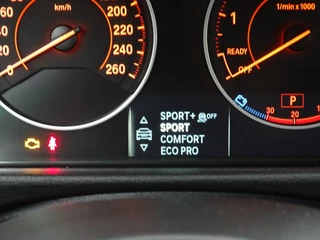 km/h
200
220
240
260
0
1/min x 1000
1
READY
OFF
SPORT+ OFF
SPORT
COMFORT
ECO PRO
P
30 20